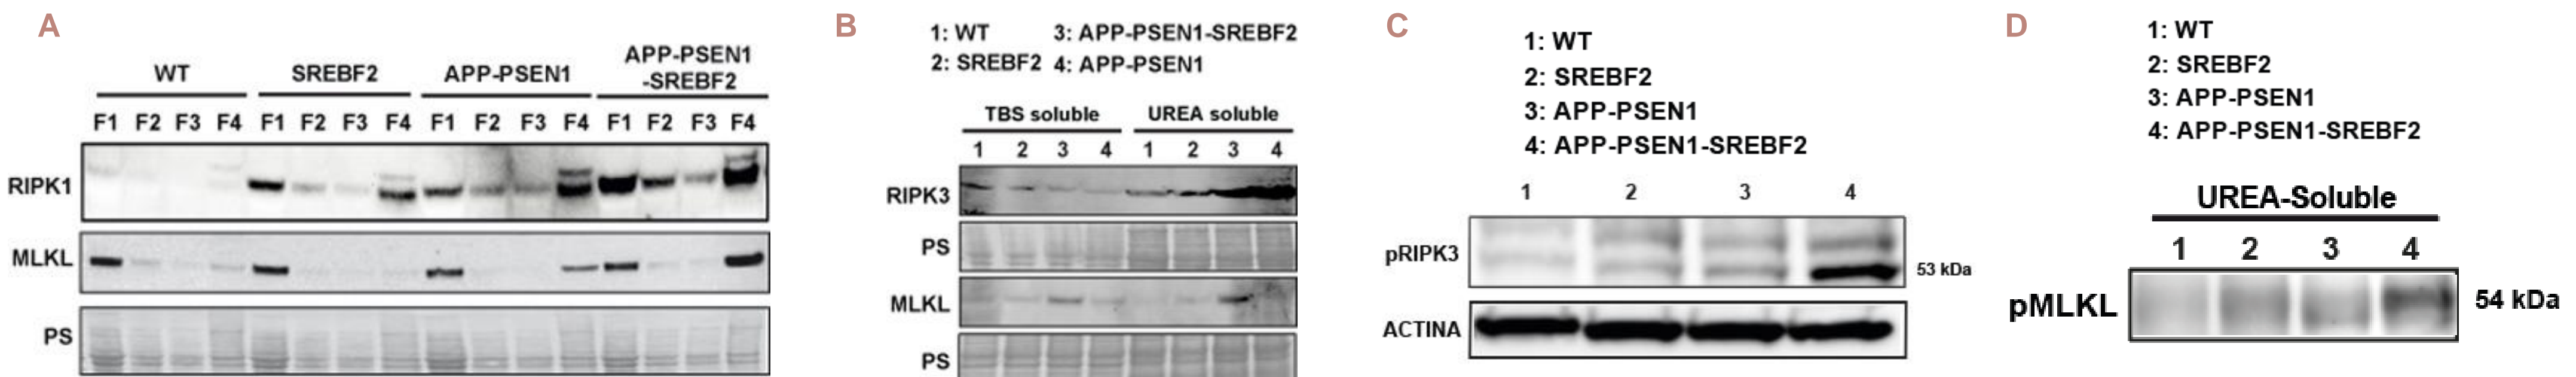 A
WT SREBF2 APP-PSEN1 APP-PSEN1
-SREBF2
F1 F2 F3 F4 F1 F2 F3 F4 F1 F2 F3 F4 F1 F2 F3 F4
RIPK1
MLKL
PS
B
1: WT 3: APP-PSEN1-SREBF2
2: SREBF2 4: APP-PSEN1
TBS soluble UREA soluble
1 2 3 4 1 2 3 4
RIPK3
PS
MLKL
PS
C
1: WT
2: SREBF2
3: APP-PSEN1
4: APP-PSEN1-SREBF2
1 2 3 4
pRIPK3 53 kDa
ACTINA
D
1: WT
2: SREBF2
3: APP-PSEN1
4: APP-PSEN1-SREBF2
UREA-Soluble
1 2 3 4
pMLKL 54 kDa